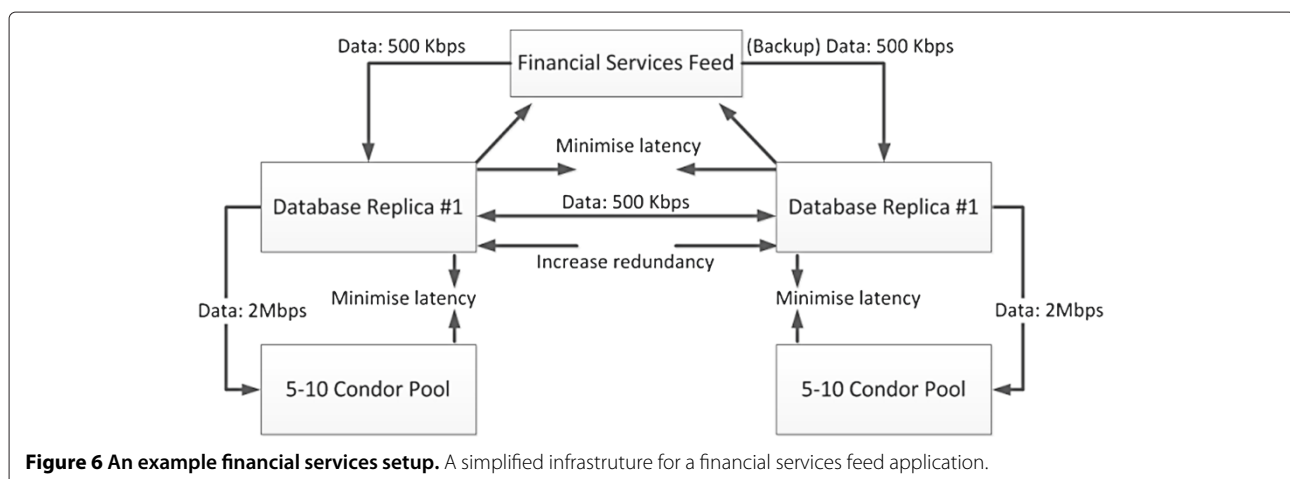 Data: 500 Kbps
(Backup) Data: 500 Kbps
Financial Services Feed
Minimise latency
Database Replica #1
Data: 500 Kbps
Database Replica #1
Increase redundancy
Minimise latency
Minimise latency
Data: 2Mbps
Data: 2Mbps
5-10 Condor Pool
5-10 Condor Pool
Figure 6 An example financial services setup. A simplified infrastruture for a financial services feed application.